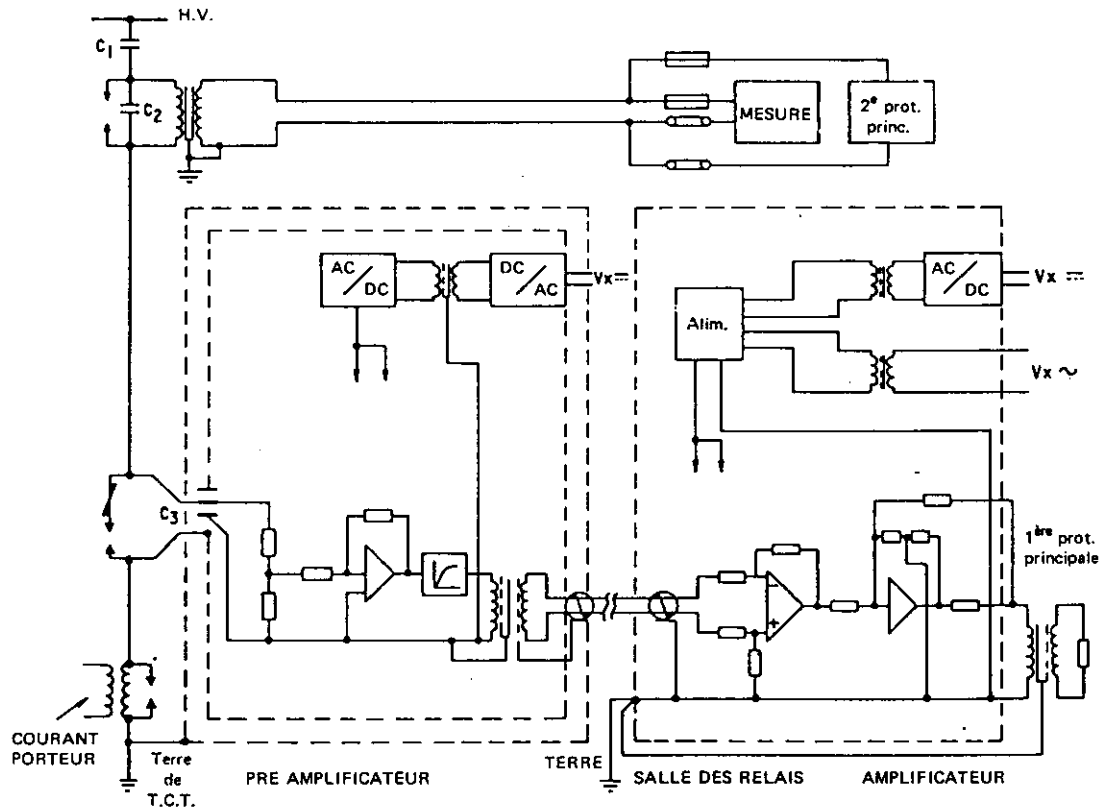 H.V.
C1
C2
MESURE
2e prot.
princ.
AC/DC
DC/AC
Vx
Alim.
AC/DC
Vx
Vx ~
C3
-
+
1ère prot.
principale
COURANT
PORTEUR
Terre
de
T.C.T.
PRE AMPLIFICATEUR
TERRE
SALLE DES RELAIS
AMPLIFICATEUR